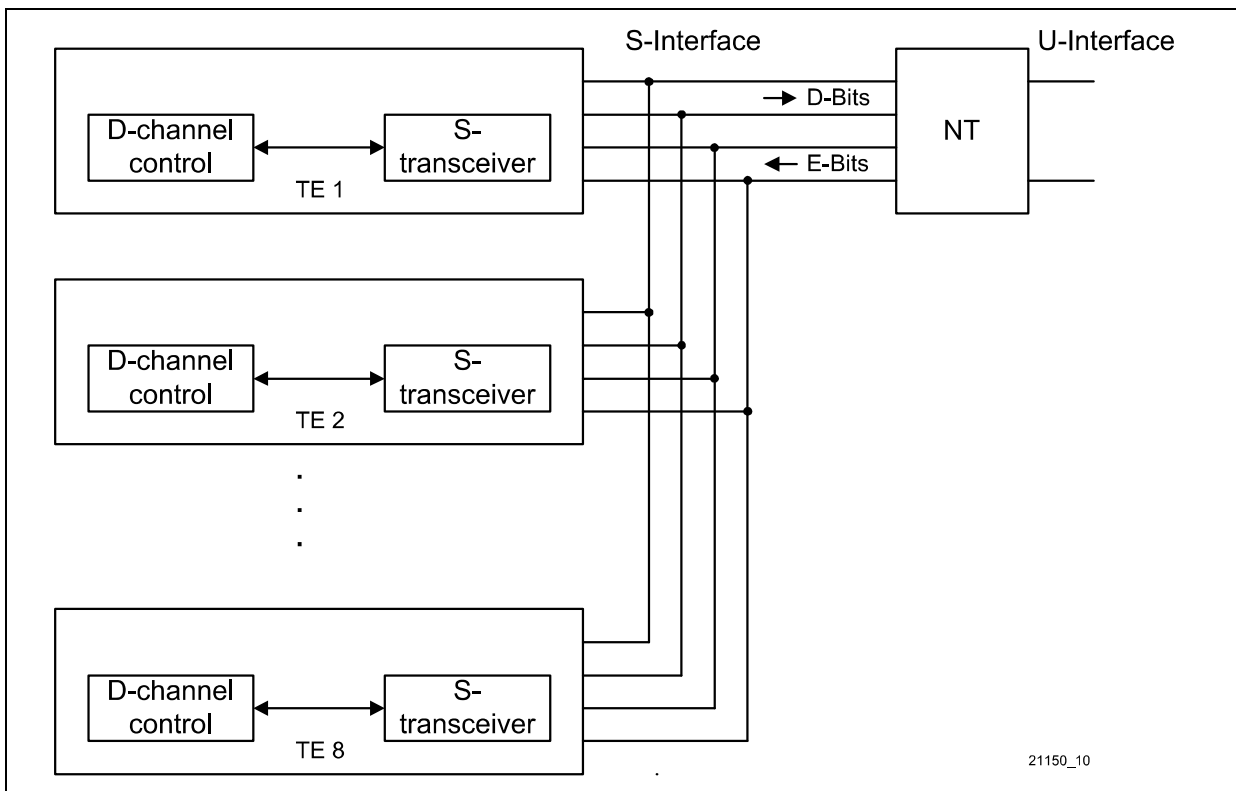 S-Interface
U-Interface
D-Bits
E-Bits
NT
D-channel
control
S-
transceiver
TE 1
D-channel
control
S-
transceiver
TE 2
.
.
.
D-channel
control
S-
transceiver
TE 8
21150_10